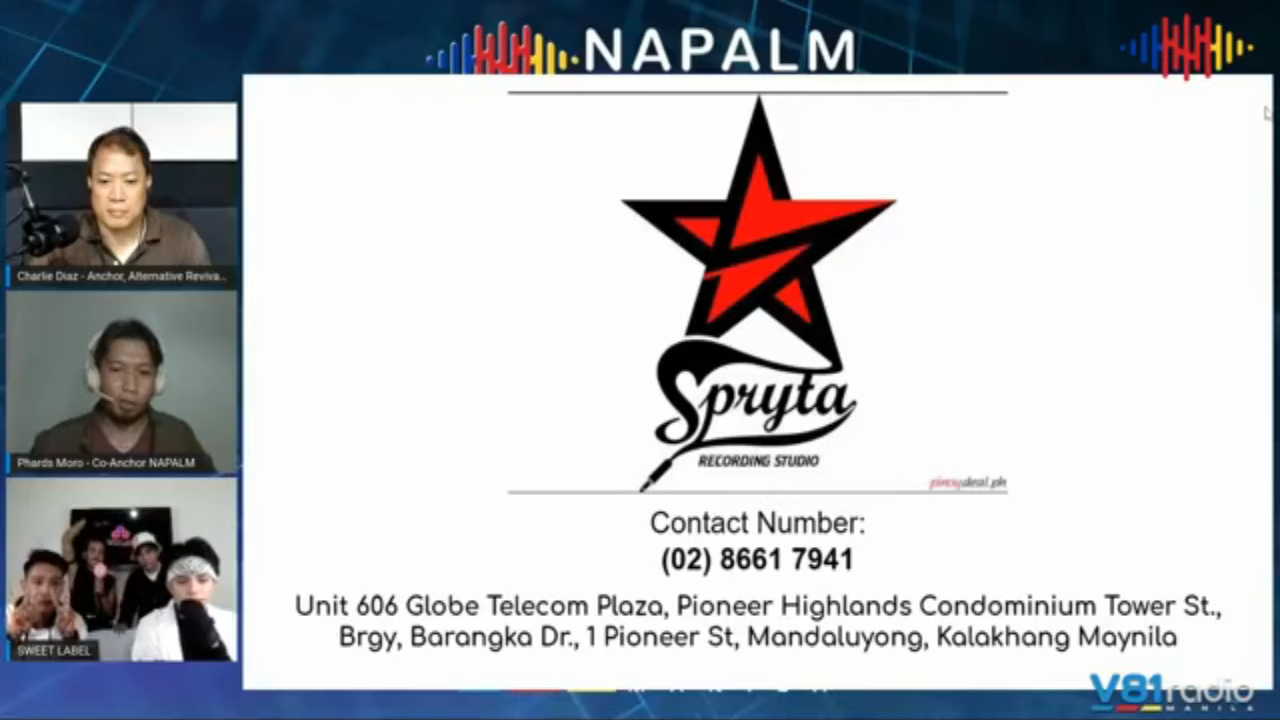 NAPALM
Charlie Diaz - Anchor, Alternative Reviva...
Phards Moro - Co-Anchor NAPALM
SWEET LABEL
Spryta
RECORDING STUDIO
pinoydeal.ph
Contact Number:
(02) 8661 7941
Unit 606 Globe Telecom Plaza, Pioneer Highlands Condominium Tower St.,
Brgy, Barangka Dr., 1 Pioneer St, Mandaluyong, Kalakhang Maynila
V81radio
MANILA